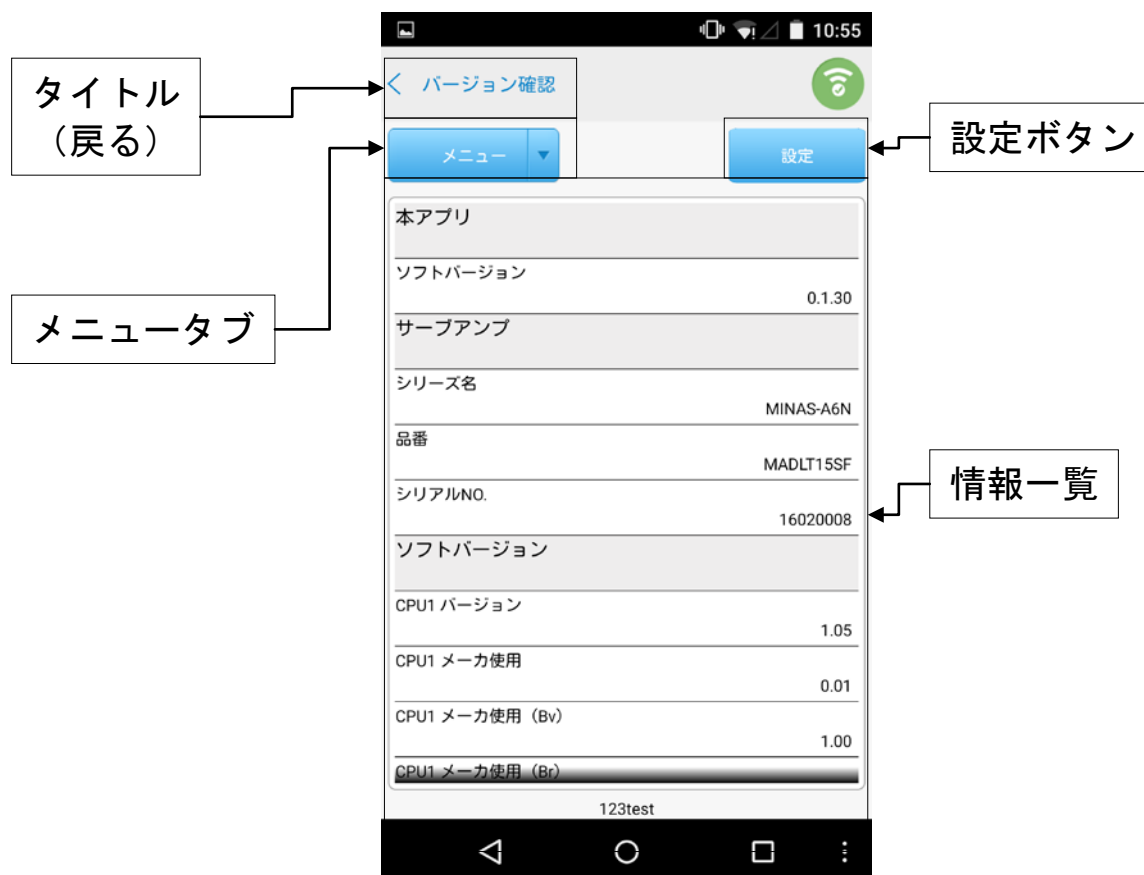 10:55
タイトル
（戻る）
バージョン確認
メニュー
設定
設定ボタン
メニュータブ
本アプリ
ソフトバージョン
0.1.30
サーブアンプ
シリーズ名
MINAS-A6N
品番
MADLT15SF
シリアルNO.
16020008
情報一覧
ソフトバージョン
CPU1 バージョン
1.05
CPU1 メーカ使用
0.01
CPU1 メーカ使用（Bv）
1.00
CPU1 メーカ使用（Br）
123test